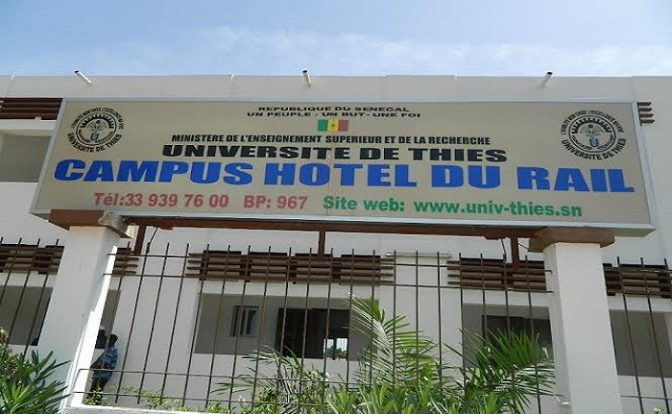 REPUBLIQUE DU SENEGAL
UN PEUPLE - UN BUT - UNE FOI
MINISTERE DE L'ENSEIGNEMENT SUPERIEUR ET DE LA RECHERCHE
UNIVERSITE DE THIES
CAMPUS HOTEL DU RAIL
Tél:33 939 76 00 BP: 967 Site web: www.univ-thies.sn
UNIVERSITE DE THIES
UNIVERSITE DE THIES